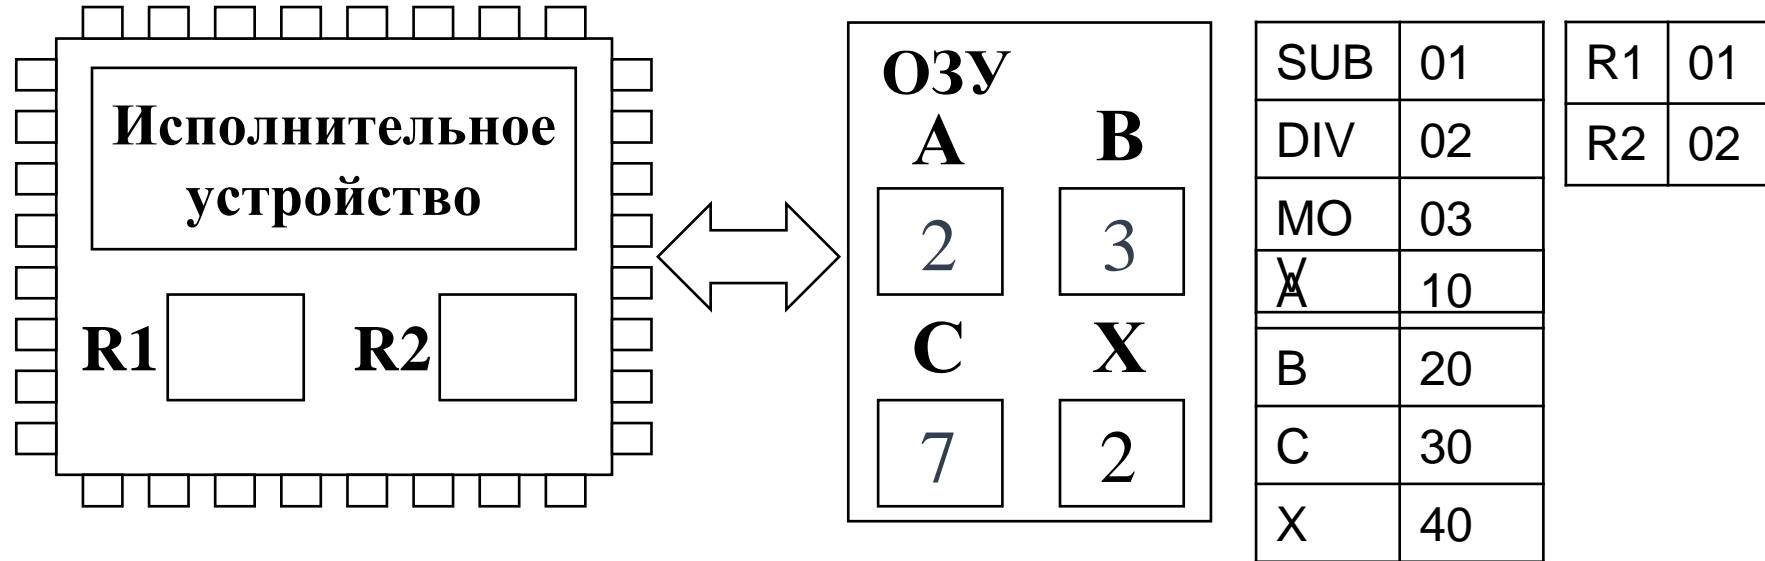 Исполнительное
устройство
R1 R2
ОЗУ
A B
2 3
C X
7 2
SUB 01
DIV 02
MO 03
V
A 10
B 20
C 30
X 40
R1 01
R2 02